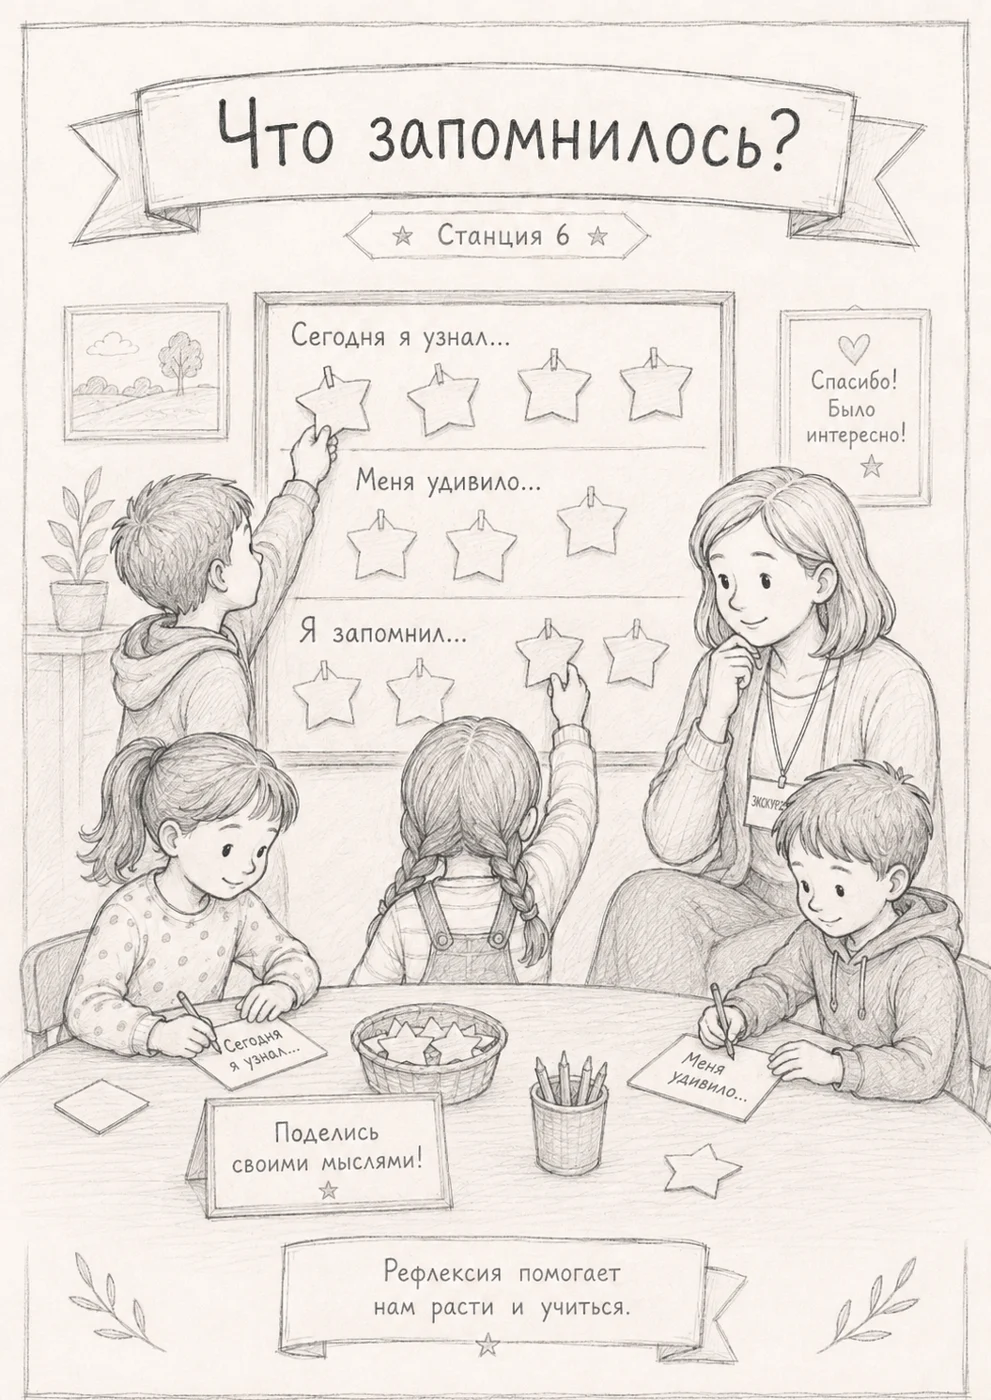 Что запомнилось?
Станция 6
Сегодня я узнал...
Спасибо!
Было
интересно!
Меня удивило...
Я запомнил...
Сегодня
я узнал...
Меня
удивило...
Поделись
своими мыслями!
Рефлексия помогает
нам расти и учиться.